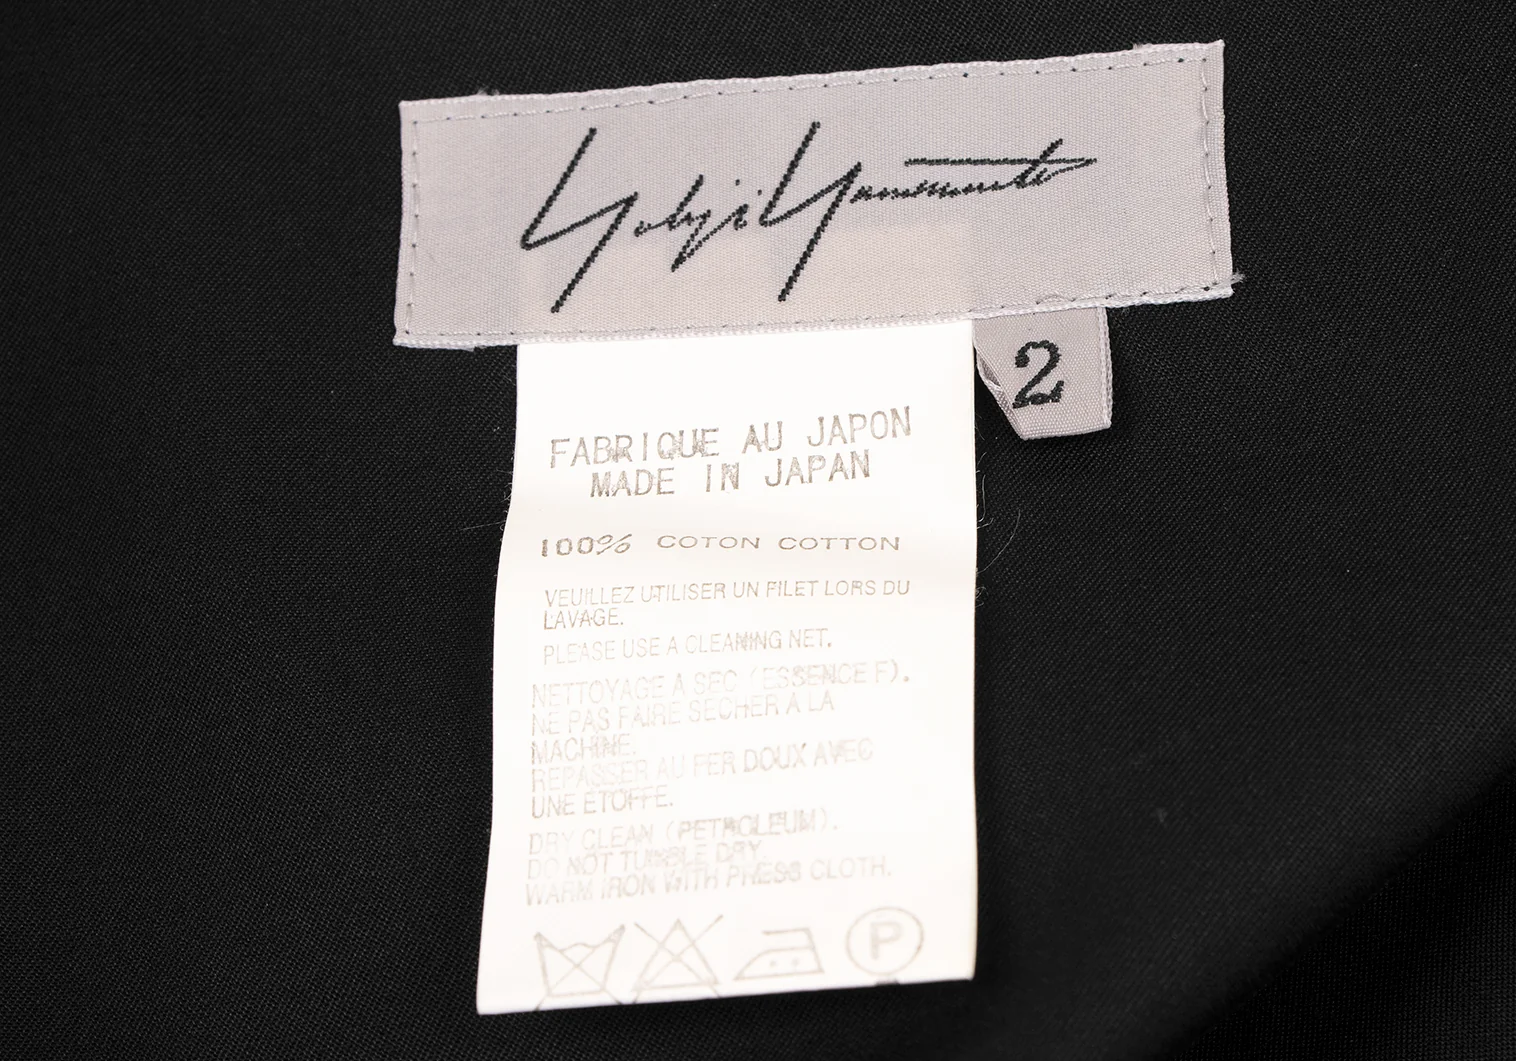 Yohji Yamamoto
2
FABRIQUE AU JAPON
MADE IN JAPAN
100% COTON COTTON
VEUILLEZ UTILISER UN FILET LORS DU
LAVAGE.
PLEASE USE A CLEANING NET.
NETTOYAGE A SEC (ESSENCE F).
NE PAS FAIRE SECHER A LA
MACHINE.
REPASSER AU FER DOUX AVEC
UNE ETOFFE.
DRY CLEAN (PETROLEUM).
DO NOT TUMBLE DRY.
WARM IRON WITH PRESS CLOTH.
P